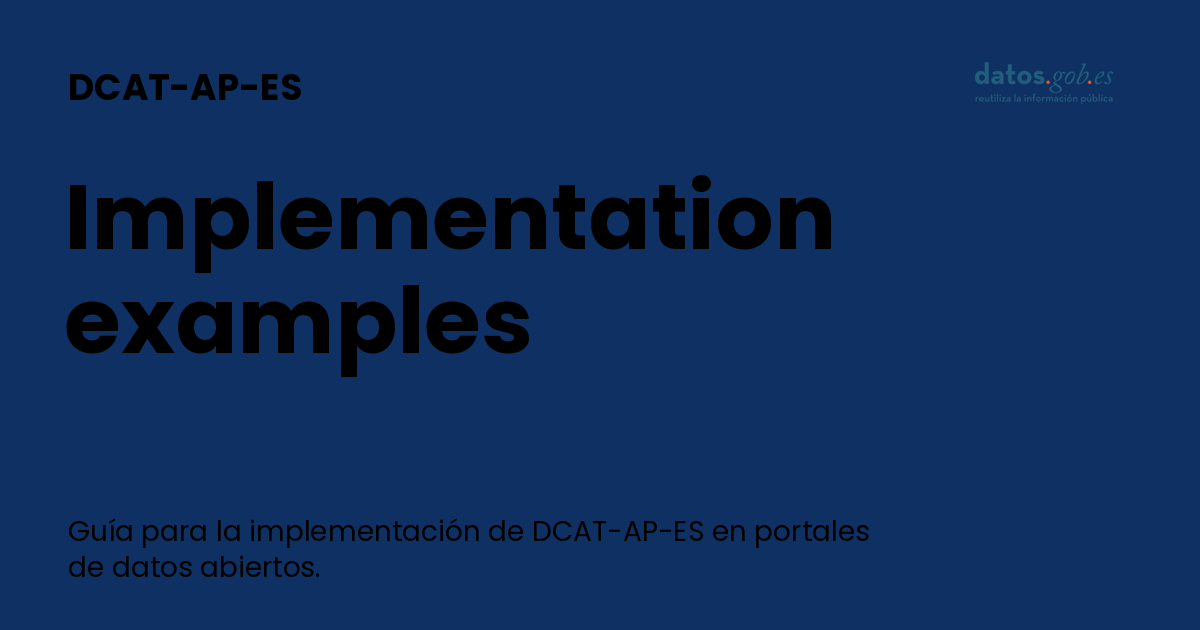 DCAT-AP-ES
datos.gob.es
reutiliza la información pública
Implementation
examples
Guía para la implementación de DCAT-AP-ES en portales
de datos abiertos.